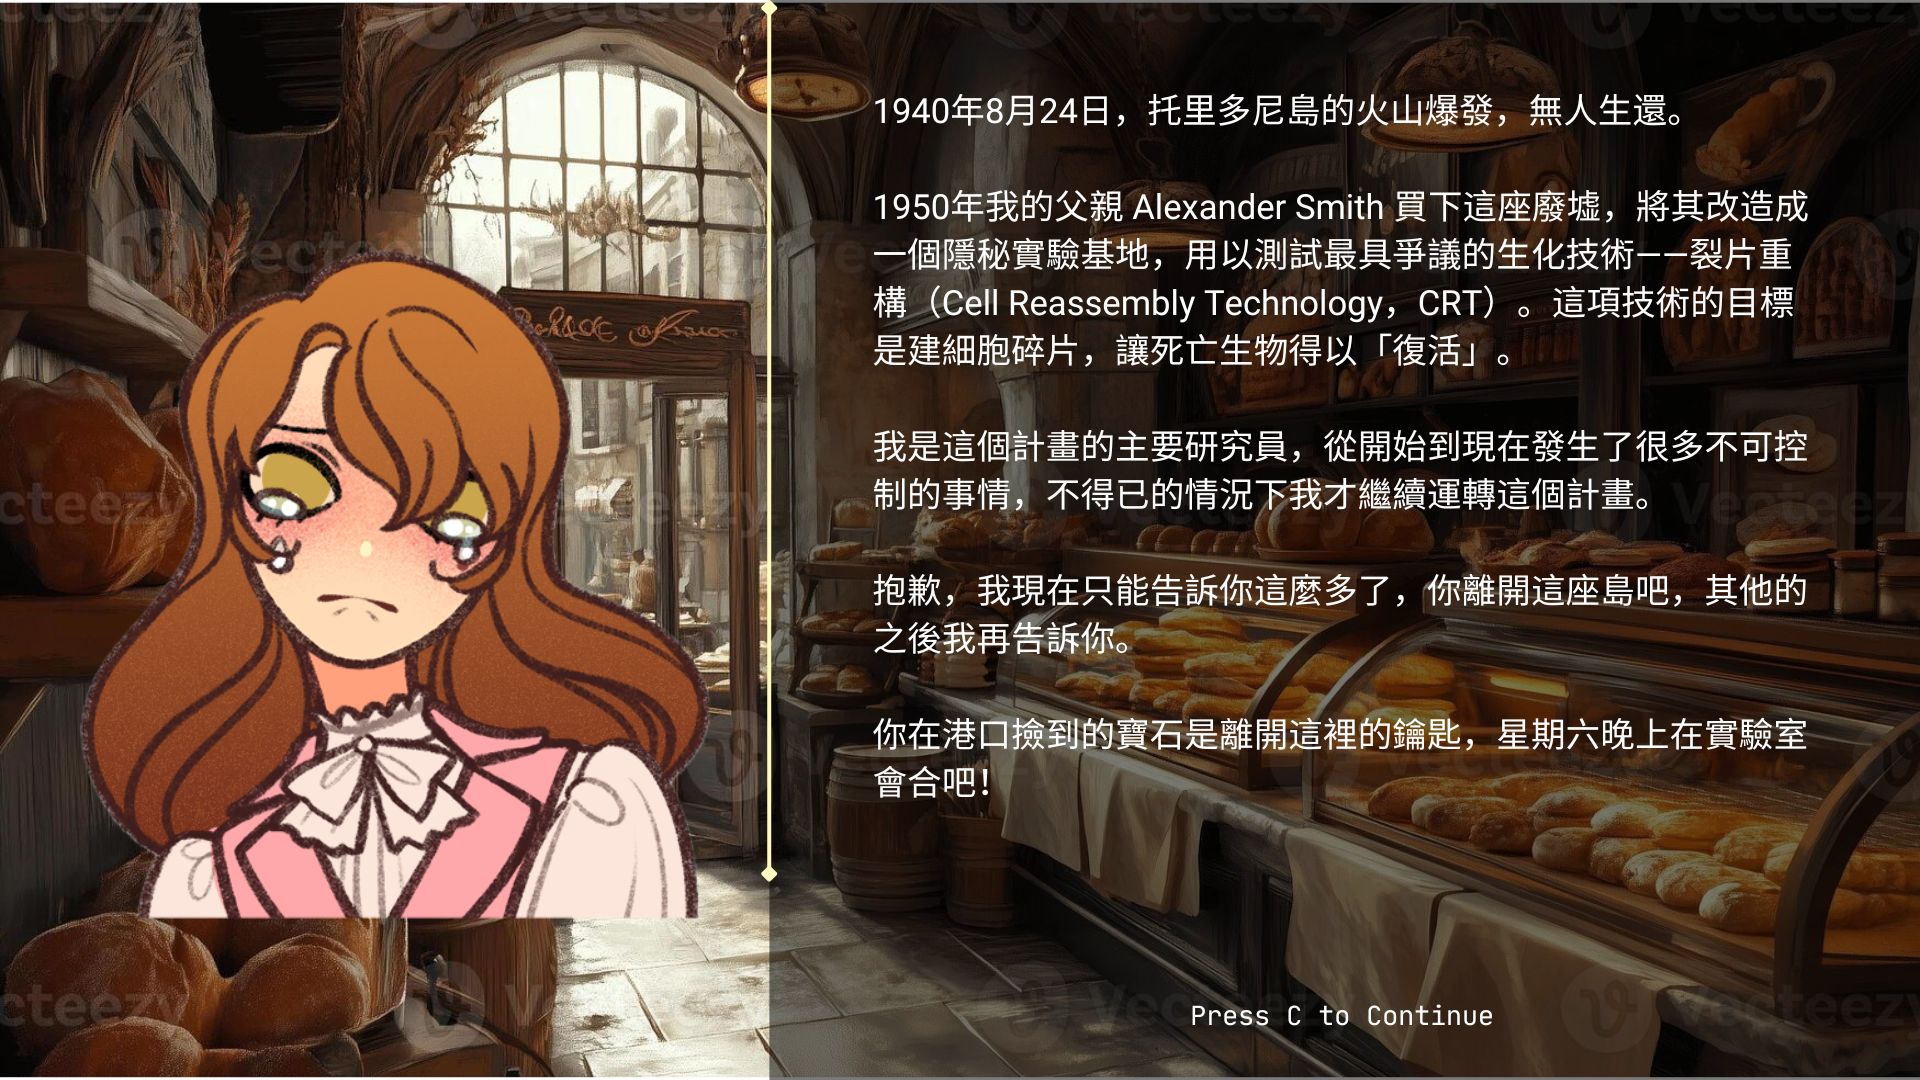 1940年8月24日，托里多尼島的火山爆發，無人生還。
1950年我的父親 Alexander Smith 買下這座廢墟，將其改造成
一個隱秘實驗基地，用以測試最具爭議的生化技術——裂片重
構（Cell Reassembly Technology，CRT）。這項技術的目標
是建細胞碎片，讓死亡生物得以「復活」。
我是這個計畫的主要研究員，從開始到現在發生了很多不可控
制的事情，不得已的情況下我才繼續運轉這個計畫。
抱歉，我現在只能告訴你這麼多了，你離開這座島吧，其他的
之後我再告訴你。
你在港口撿到的寶石是離開這裡的鑰匙，星期六晚上在實驗室
會合吧！
Press C to Continue